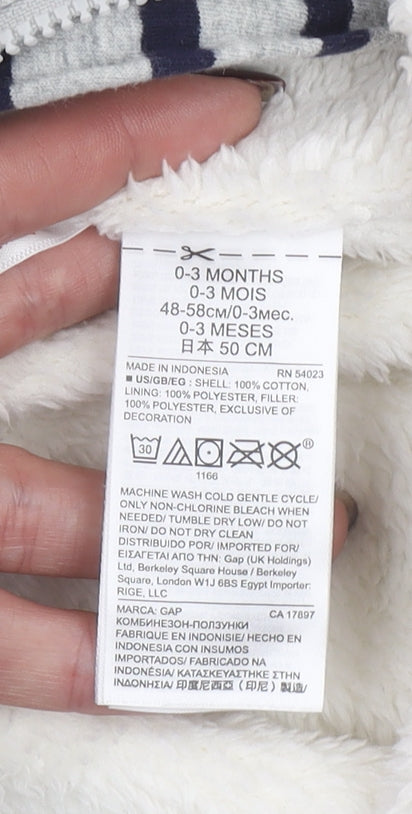 0-3 MONTHS
0-3 MOIS
48-58см/0-3мес.
0-3 MESES
日本 50 CM
MADE IN INDONESIA RN 54023
■ US/GB/EG : SHELL: 100% COTTON,
LINING: 100% POLYESTER, FILLER:
100% POLYESTER, EXCLUSIVE OF
DECORATION
30
®
1166
MACHINE WASH COLD GENTLE CYCLE/
ONLY NON-CHLORINE BLEACH WHEN
NEEDED/ TUMBLE DRY LOW/ DO NOT
IRON/ DO NOT DRY CLEAN
DISTRIBUIDO POR/ IMPORTED FOR/
ΕΙΣΑΓΕΤΑΙ ΑΠΟ ΤΗΝ: Gap (UK Holdings)
Ltd, Berkeley Square House / Berkeley
Square, London W1J 6BS Egypt Importer:
RIGE, LLC
MARCA: GAP CA 17897
КОМБИНЕЗОН-ПОЛЗУНКИ
FABRIQUE EN INDONISIE/ HECHO EN
INDONESIA CON INSUMOS
IMPORTADOS/ FABRICADO NA
INDONÉSIA/ ΚΑΤΑΣΚΕΥΑΣΤΗΚΕ ΣΤΗΝ
ΙΝΔΟΝΗΣΙΑ/ 印度尼西亞（印尼）製造/